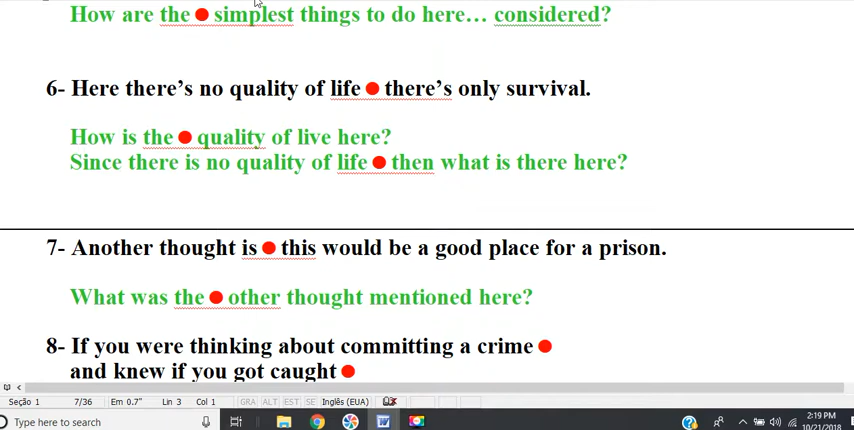 How are the ● simplest things to do here… considered?
6- Here there’s no quality of life ● there’s only survival.
How is the ● quality of live here?
Since there is no quality of life ● then what is there here?
7- Another thought is ● this would be a good place for a prison.
What was the ● other thought mentioned here?
8- If you were thinking about committing a crime ●
and knew if you got caught ●
Seção 1 7/36 Em 0.7" Lin 3 Col 1 GRA ALT EST SE Inglês (EUA)
Type here to search
2:19 PM
10/21/2018